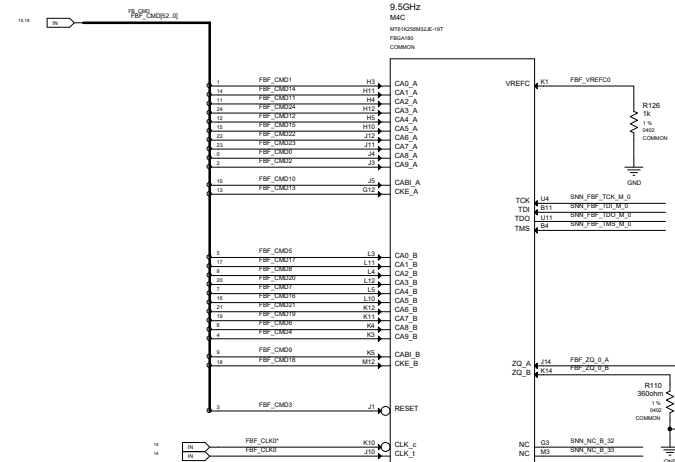 9.5GHz
M4C
MT61K256M32JE-19T
FBGA180
COMMON
14,18 IN FB_CMD
FBF_CMD[52..0]
1 FBF_CMD1 H3 CA0_A
14 FBF_CMD14 H11 CA1_A
11 FBF_CMD11 H4 CA2_A
24 FBF_CMD24 H12 CA3_A
12 FBF_CMD12 H5 CA4_A
15 FBF_CMD15 H10 CA5_A
22 FBF_CMD22 J12 CA6_A
23 FBF_CMD23 J11 CA7_A
0 FBF_CMD0 J4 CA8_A
2 FBF_CMD2 J3 CA9_A
10 FBF_CMD10 J5 CABI_A
13 FBF_CMD13 G12 CKE_A
5 FBF_CMD5 L3 CA0_B
17 FBF_CMD17 L11 CA1_B
8 FBF_CMD8 L4 CA2_B
20 FBF_CMD20 L12 CA3_B
7 FBF_CMD7 L5 CA4_B
16 FBF_CMD16 L10 CA5_B
21 FBF_CMD21 K12 CA6_B
19 FBF_CMD19 K11 CA7_B
6 FBF_CMD6 K4 CA8_B
4 FBF_CMD4 K3 CA9_B
9 FBF_CMD9 K5 CABI_B
18 FBF_CMD18 M12 CKE_B
3 FBF_CMD3 J1 RESET
14 IN FBF_CLK0* K10 CLK_c
14 IN FBF_CLK0 J10 CLK_t
VREFC K1 FBF_VREFC0
R126
1k
1 %
0402
COMMON
GND
TCK U4 SNN_FBF_TCK_M_0
TDI B11 SNN_FBF_TDI_M_0
TDO U11 SNN_FBF_TDO_M_0
TMS B4 SNN_FBF_TMS_M_0
ZQ_A J14 FBF_ZQ_0_A
ZQ_B K14 FBF_ZQ_0_B
R110
360ohm
1 %
0402
COMMON
NC G3 SNN_NC_B_32
NC M3 SNN_NC_B_33
GND